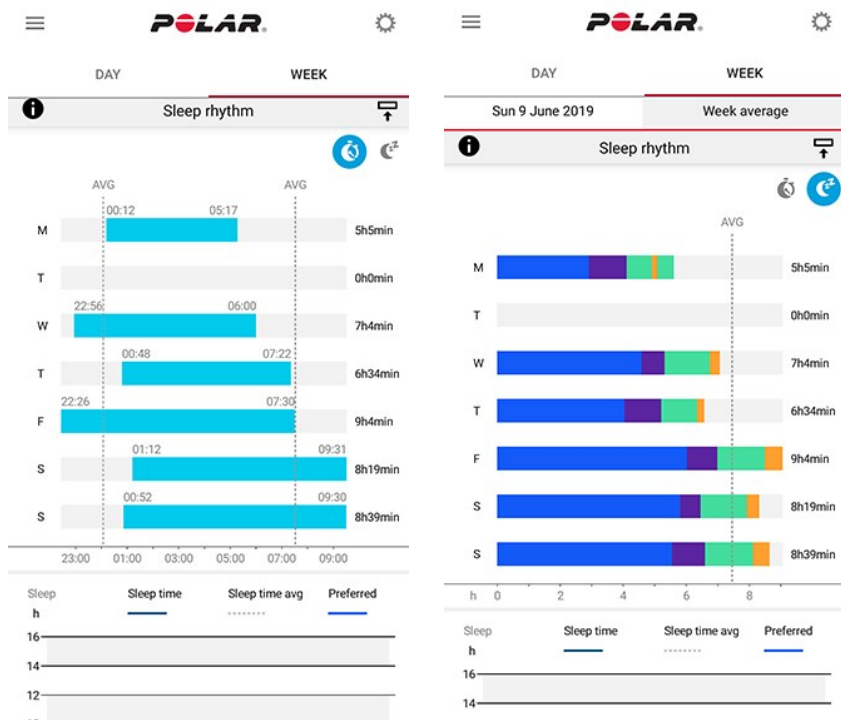 POLAR
DAY WEEK
i Sleep rhythm
AVG AVG
00:12 05:17
M 5h5min
T 0h0min
22:56 06:00
W 7h4min
00:48 07:22
T 6h34min
22:26 07:30
F 9h4min
01:12 09:31
S 8h19min
00:52 09:30
S 8h39min
23:00 01:00 03:00 05:00 07:00 09:00
Sleep Sleep time Sleep time avg Preferred
h
16
14
12
POLAR
DAY WEEK
Sun 9 June 2019 Week average
i Sleep rhythm
AVG
M 5h5min
T 0h0min
W 7h4min
T 6h34min
F 9h4min
S 8h19min
S 8h39min
h 0 2 4 6 8
Sleep Sleep time Sleep time avg Preferred
h
16
14